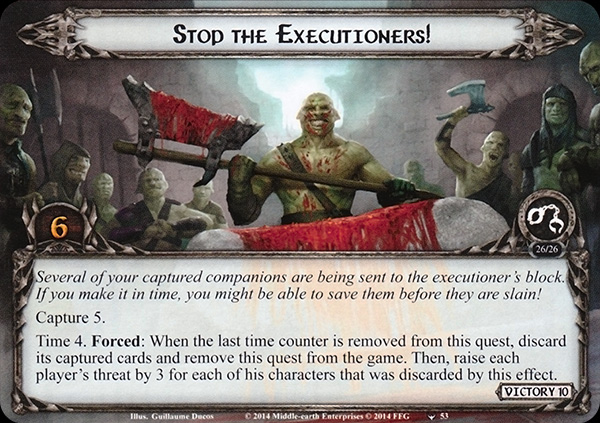 STOP THE EXECUTIONERS!
6
26/26
Several of your captured companions are being sent to the executioner's block.
If you make it in time, you might be able to save them before they are slain!
Capture 5.
Time 4. Forced: When the last time counter is removed from this quest, discard
its captured cards and remove this quest from the game. Then, raise each
player's threat by 3 for each of his characters that was discarded by this effect.
VICTORY 10
Illus. Guillaume Ducos © 2014 Middle-earth Enterprises © 2014 FFG 53